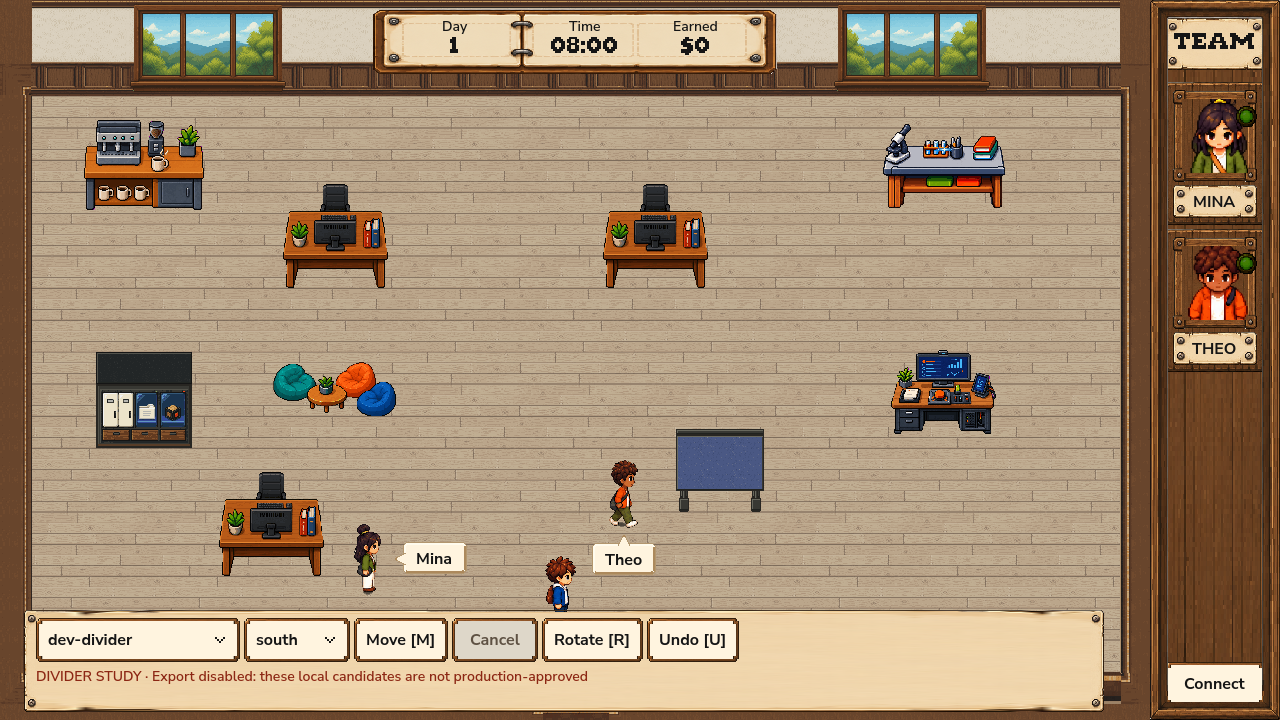 Day
1
Time
08:00
Earned
$0
TEAM
MINA
THEO
Mina
Theo
dev-divider
south
Move [M]
Cancel
Rotate [R]
Undo [U]
DIVIDER STUDY · Export disabled: these local candidates are not production-approved
Connect